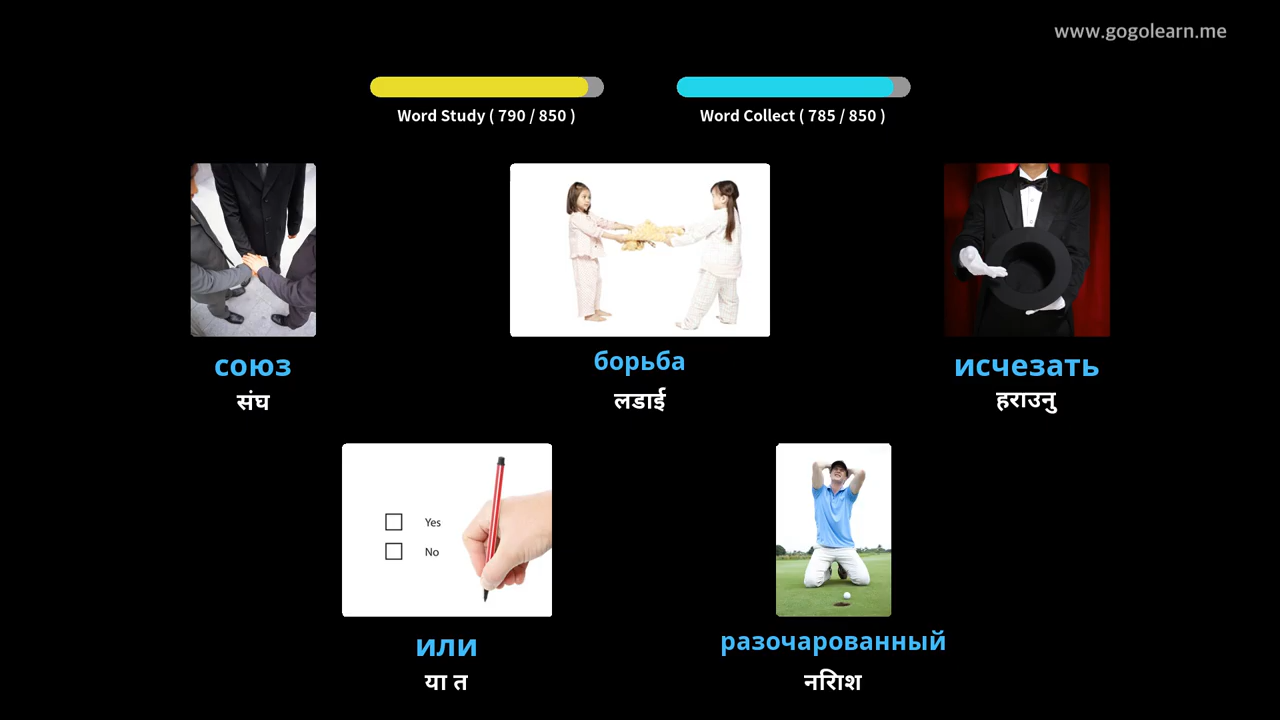 www.gogolearn.me
Word Study ( 790 / 850 )
Word Collect ( 785 / 850 )
союз
संघ
борьба
लडाई
исчезать
हराउनु
Yes
No
или
या त
разочарованный
निराश